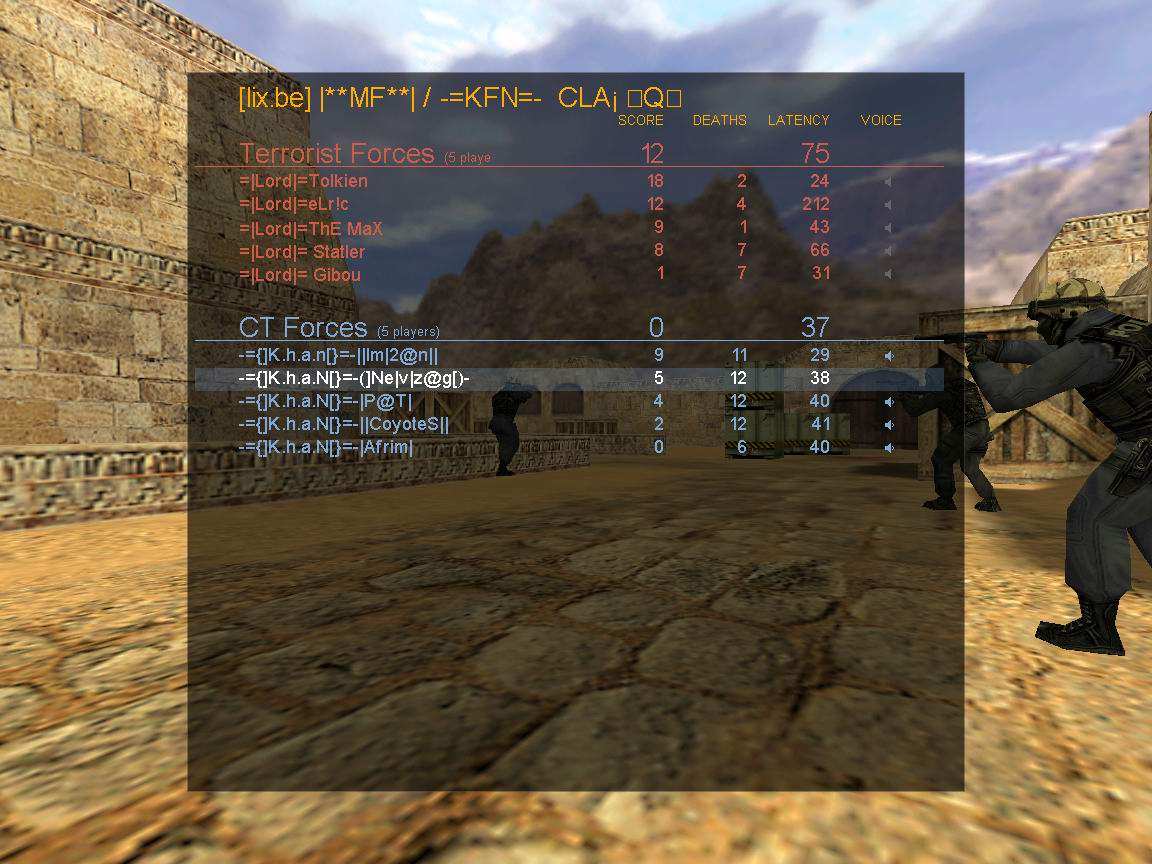 [lix.be] |**MF**| / -=KFN=- CLA¡ □Q□
SCORE DEATHS LATENCY VOICE
Terrorist Forces (5 playe 12 75
=|Lord|=Tolkien 18 2 24
=|Lord|=eLr!c 12 4 212
=|Lord|=ThE MaX 9 1 43
=|Lord|= Statler 8 7 66
=|Lord|= Gibou 1 7 31
CT Forces (5 players) 0 37
-={]K.h.a.n[}=-||Im|2@n|| 9 11 29
-={]K.h.a.N[}=-(]Ne|v|z@g[)- 5 12 38
-={]K.h.a.N[}=-|P@T| 4 12 40
-={]K.h.a.N[}=-||CoyoteS|| 2 12 41
-={]K.h.a.N[}=-|Afrim| 0 6 40